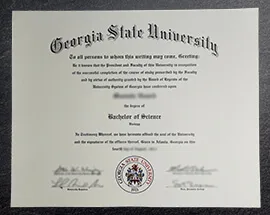 Georgia State University
To all persons to whom this writing may come, Greeting:
Be it known that the President and Faculty of this University in recognition
of the successful completion of the course of study prescribed by the Faculty
and by virtue of authority granted by the Board of Regents of the
University System of Georgia have conferred upon
the degree of
Bachelor of Science
In Testimony Whereof, we have hereunto affixed the seal of the University
and the signatures of the officers thereof. Given in Atlanta, Georgia, on this
GEORGIA STATE UNIVERSITY
1913